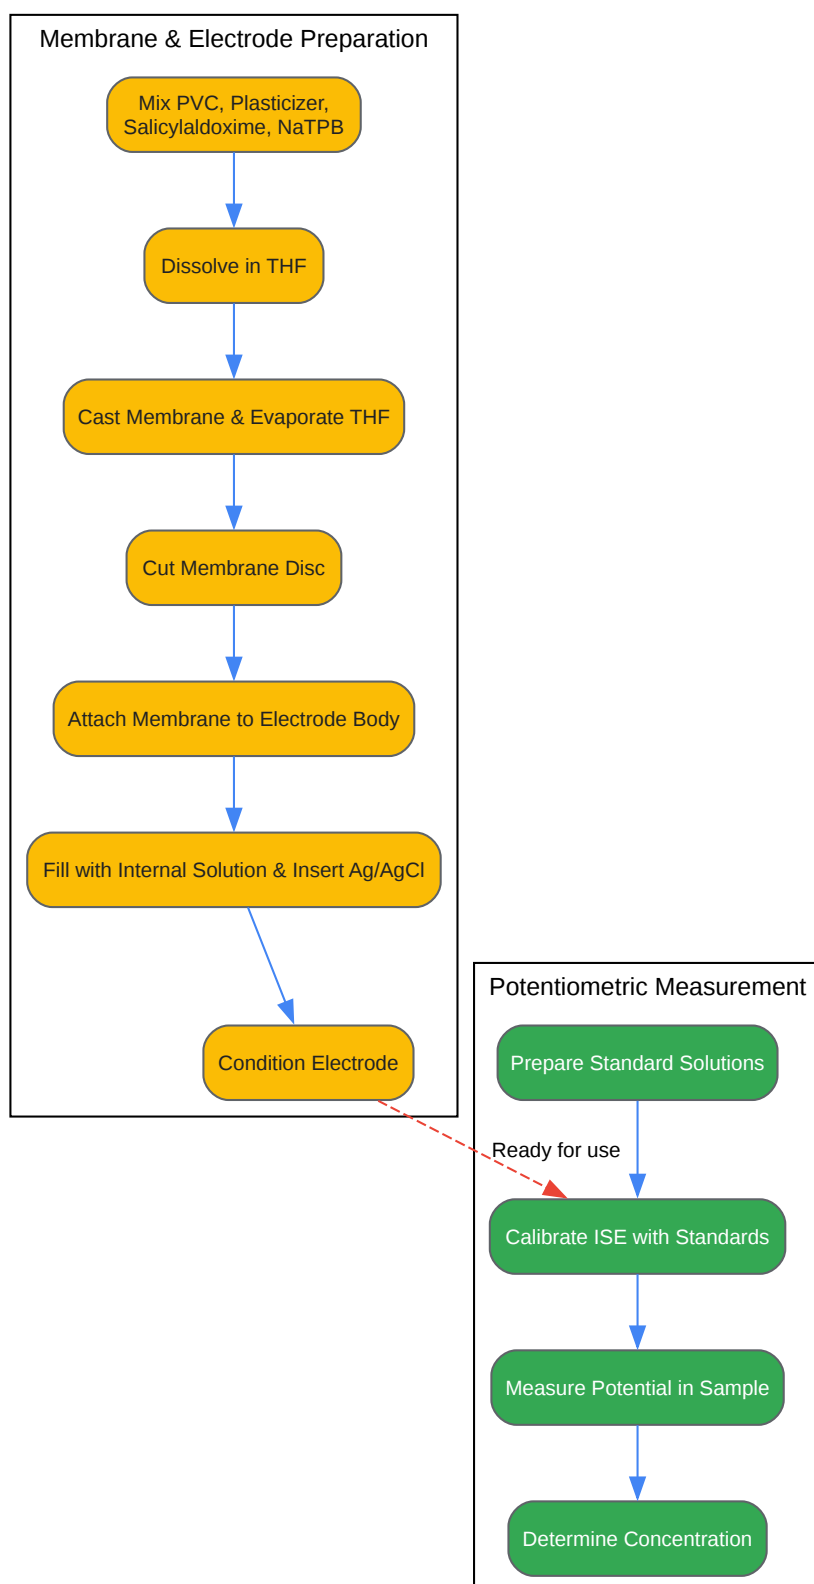 Membrane & Electrode Preparation
Mix PVC, Plasticizer,
Salicylaldoxime, NaTPB
Dissolve in THF
Cast Membrane & Evaporate THF
Cut Membrane Disc
Attach Membrane to Electrode Body
Fill with Internal Solution & Insert Ag/AgCl
Condition Electrode
Potentiometric Measurement
Prepare Standard Solutions
Ready for use
Calibrate ISE with Standards
Measure Potential in Sample
Determine Concentration